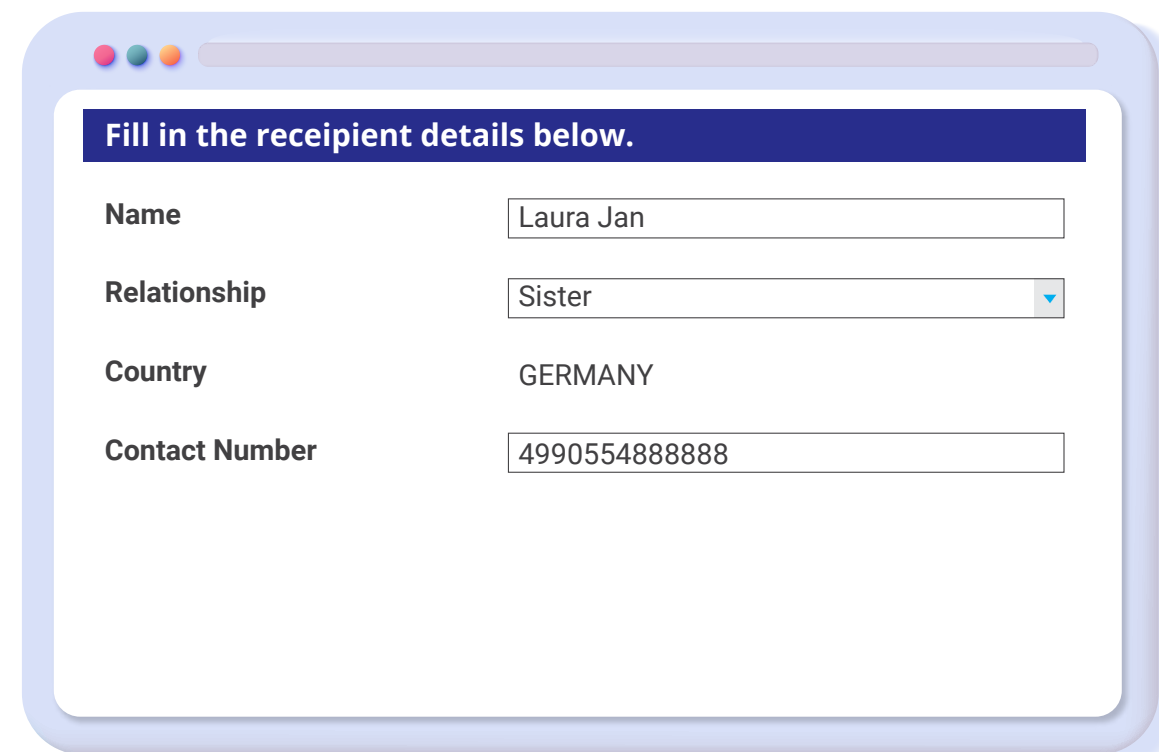 Fill in the receipient details below.
Name Laura Jan
Relationship Sister
Country GERMANY
Contact Number 4990554888888